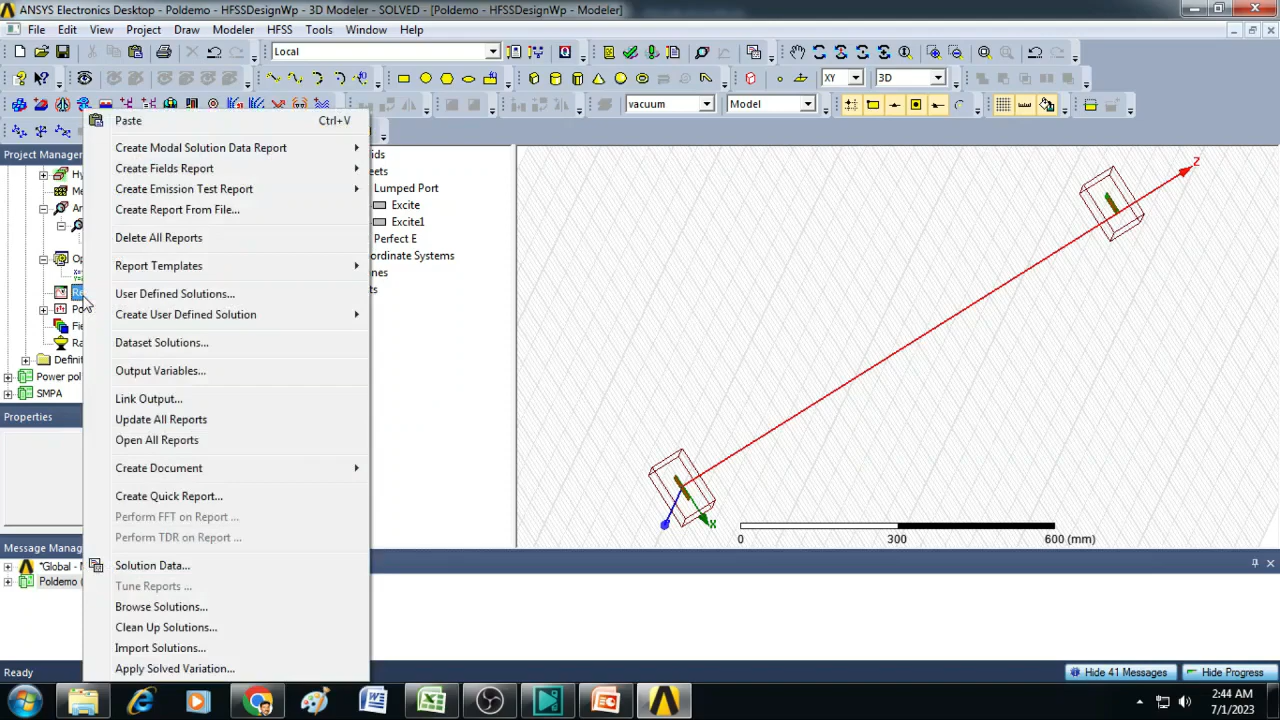 ANSYS Electronics Desktop - Poldemo - HFSSDesignWp - 3D Modeler - SOLVED - [Poldemo - HFSSDesignWp - Modeler]
File Edit View Project Draw Modeler HFSS Tools Window Help
Local
XY 3D
vacuum Model
Project Manager
Paste Ctrl+V
Create Modal Solution Data Report
Create Fields Report
Create Emission Test Report
Create Report From File...
Delete All Reports
Report Templates
User Defined Solutions...
Create User Defined Solution
Dataset Solutions...
Output Variables...
Link Output...
Update All Reports
Open All Reports
Create Document
Create Quick Report...
Perform FFT on Report ...
Perform TDR on Report ...
Solution Data...
Tune Reports ...
Browse Solutions...
Clean Up Solutions...
Import Solutions...
Apply Solved Variation...
Lumped Port
Excite
Excite1
Perfect E
Power pol
SMPA
Properties
Z
X
0 300 600 (mm)
Poldemo (
Ready
Hide 41 Messages Hide Progress
2:44 AM
7/1/2023